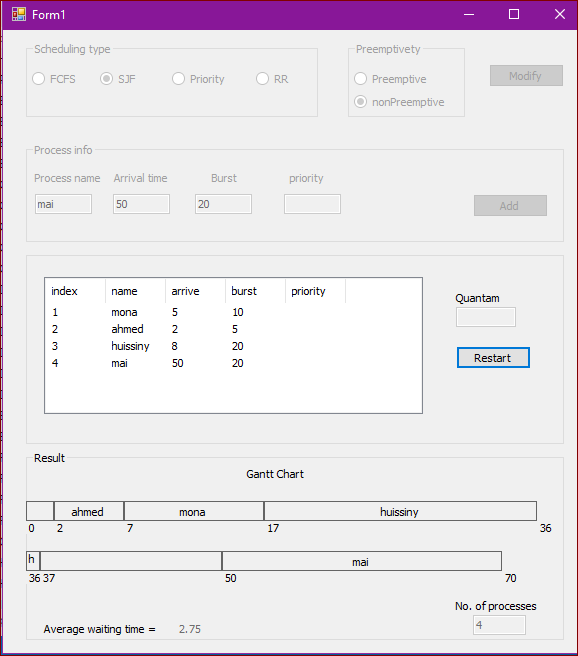 Form1
Scheduling type
FCFS SJF Priority RR
Preemptivety
Preemptive
nonPreemptive
Modify
Process info
Process name Arrival time Burst priority
mai 50 20
Add
index name arrive burst priority
1 mona 5 10
2 ahmed 2 5
3 huissiny 8 20
4 mai 50 20
Quantam
Restart
Result
Gantt Chart
ahmed mona huissiny
0 2 7 17 36
h mai
36 37 50 70
No. of processes
4
Average waiting time = 2.75